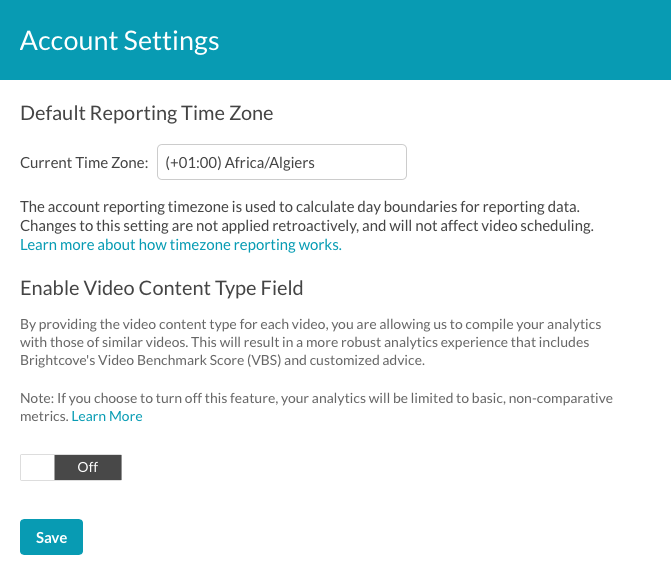 Account Settings
Default Reporting Time Zone
Current Time Zone: (+01:00) Africa/Algiers
The account reporting timezone is used to calculate day boundaries for reporting data.
Changes to this setting are not applied retroactively, and will not affect video scheduling.
Learn more about how timezone reporting works.
Enable Video Content Type Field
By providing the video content type for each video, you are allowing us to compile your analytics
with those of similar videos. This will result in a more robust analytics experience that includes
Brightcove's Video Benchmark Score (VBS) and customized advice.
Note: If you choose to turn off this feature, your analytics will be limited to basic, non-comparative
metrics. Learn More
Off
Save